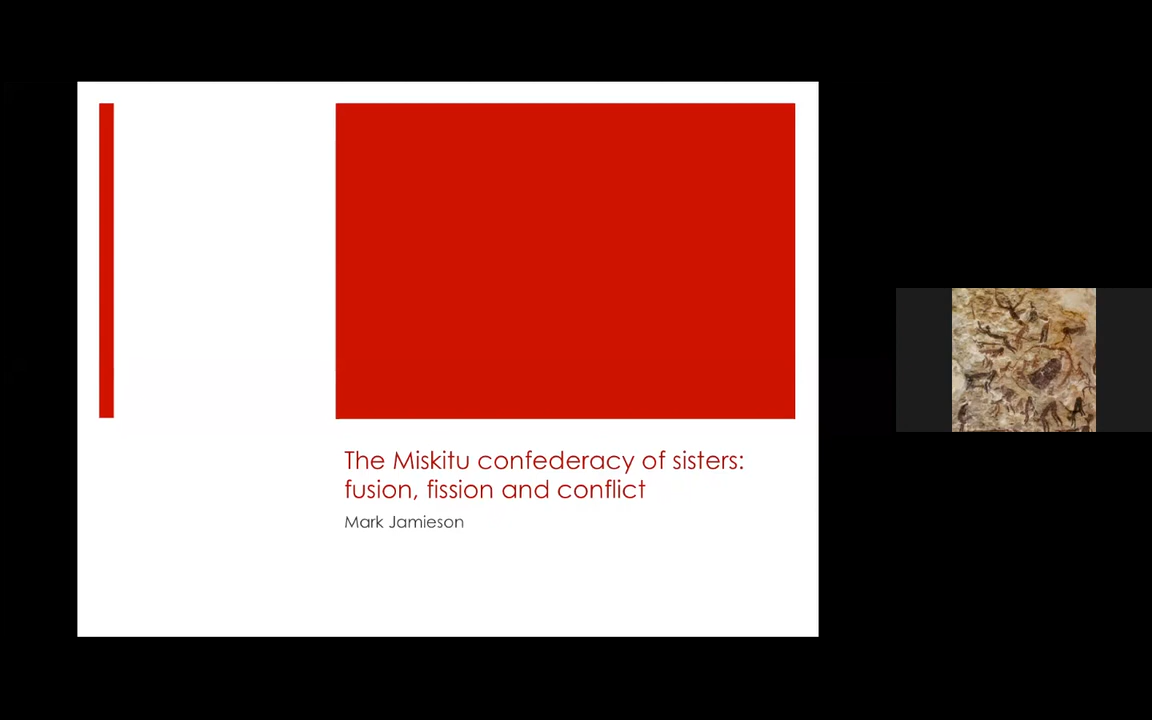 The Miskitu confederacy of sisters:
fusion, fission and conflict
Mark Jamieson